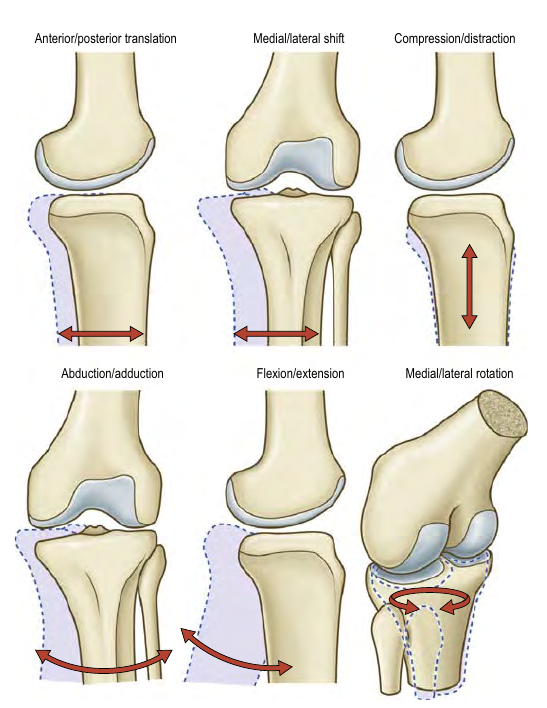 Anterior/posterior translation
Medial/lateral shift
Compression/distraction
Abduction/adduction
Flexion/extension
Medial/lateral rotation